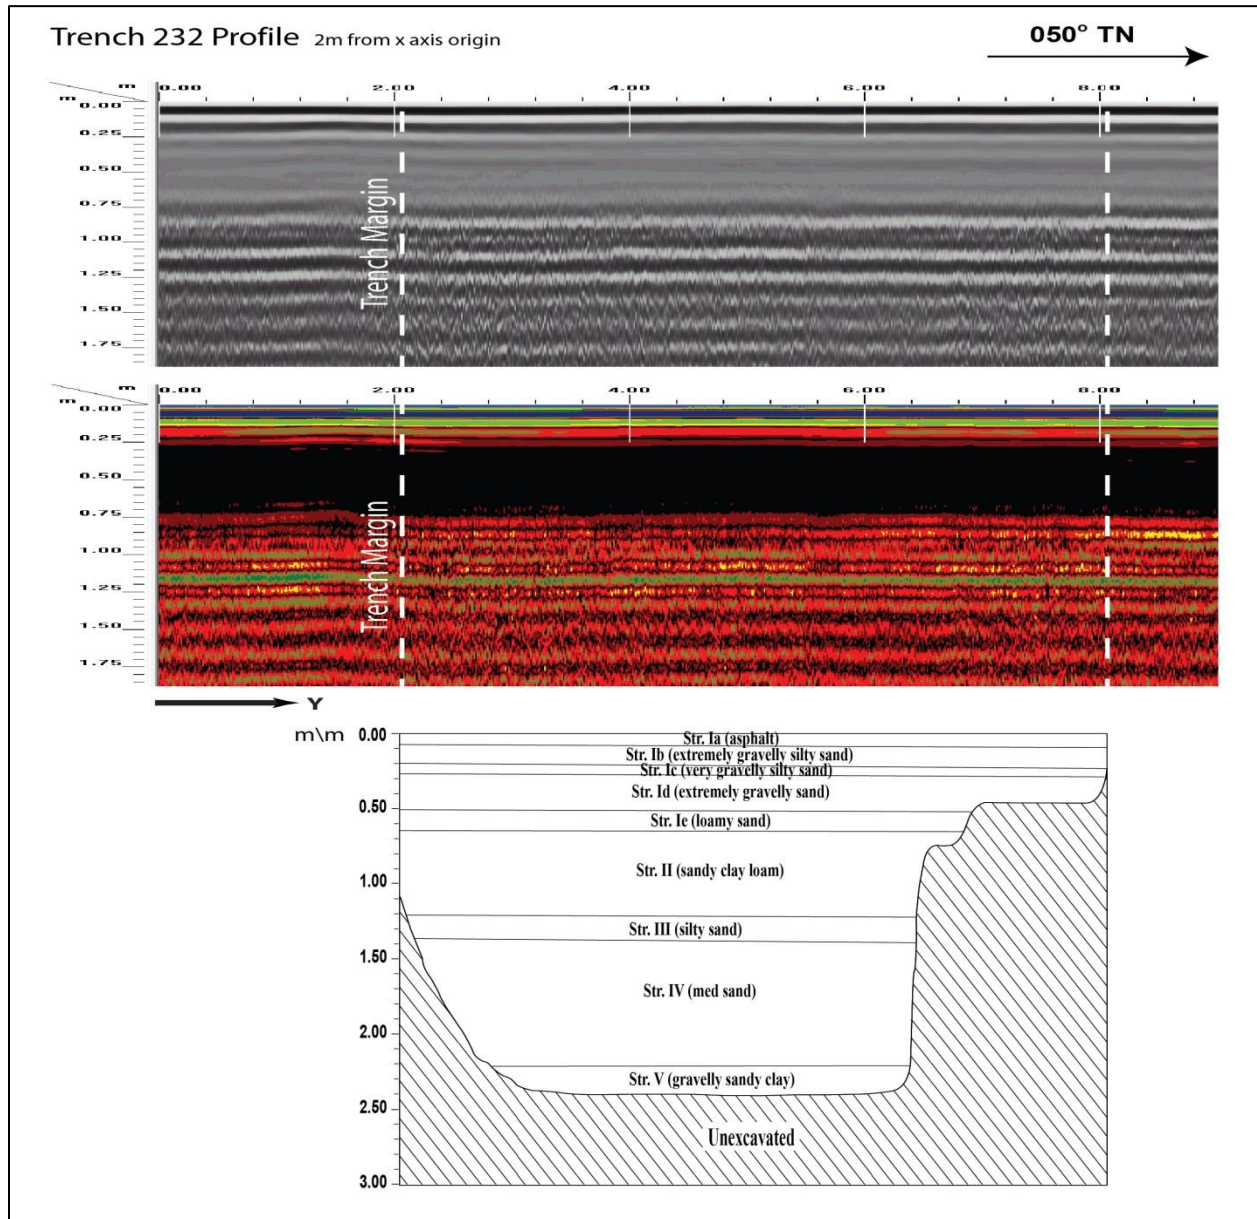 Trench 232 Profile 2m from x axis origin
050° TN
m 0.00 2.00 4.00 6.00 8.00
m
0.00
0.25
0.50
0.75
1.00
1.25
1.50
1.75
Trench Margin
m 0.00 2.00 4.00 6.00 8.00
m
0.00
0.25
0.50
0.75
1.00
1.25
1.50
1.75
Trench Margin
Y
m\m
0.00
0.50
1.00
1.50
2.00
2.50
3.00
Str. Ia (asphalt)
Str. Ib (extremely gravelly silty sand)
Str. Ic (very gravelly silty sand)
Str. Id (extremely gravelly sand)
Str. Ie (loamy sand)
Str. II (sandy clay loam)
Str. III (silty sand)
Str. IV (med sand)
Str. V (gravelly sandy clay)
Unexcavated